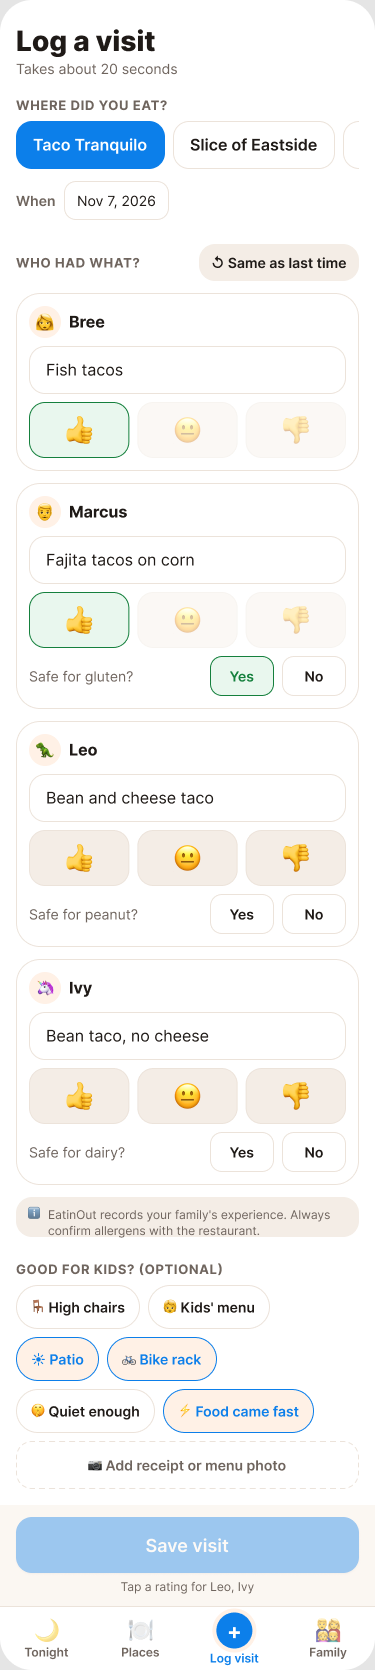 Log a visit
Takes about 20 seconds
WHERE DID YOU EAT?
Taco Tranquilo
Slice of Eastside
When
Nov 7, 2026
WHO HAD WHAT?
Same as last time
Bree
Fish tacos
Marcus
Fajita tacos on corn
Safe for gluten?
Yes
No
Leo
Bean and cheese taco
Safe for peanut?
Yes
No
Ivy
Bean taco, no cheese
Safe for dairy?
Yes
No
EatinOut records your family's experience. Always
confirm allergens with the restaurant.
GOOD FOR KIDS? (OPTIONAL)
High chairs
Kids' menu
Patio
Bike rack
Quiet enough
Food came fast
Add receipt or menu photo
Save visit
Tap a rating for Leo, Ivy
Tonight
Places
Log visit
Family